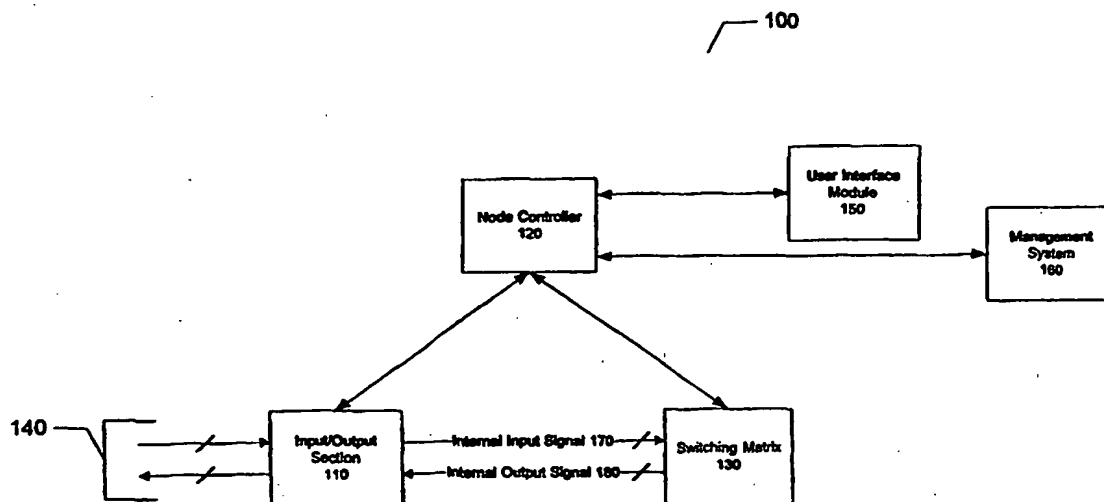 100
User Interface
Module
150
Node Controller
120
Management
System
160
140
Input/Output
Section
110
Internal Input Signal 170
Internal Output Signal 180
Switching Matrix
130